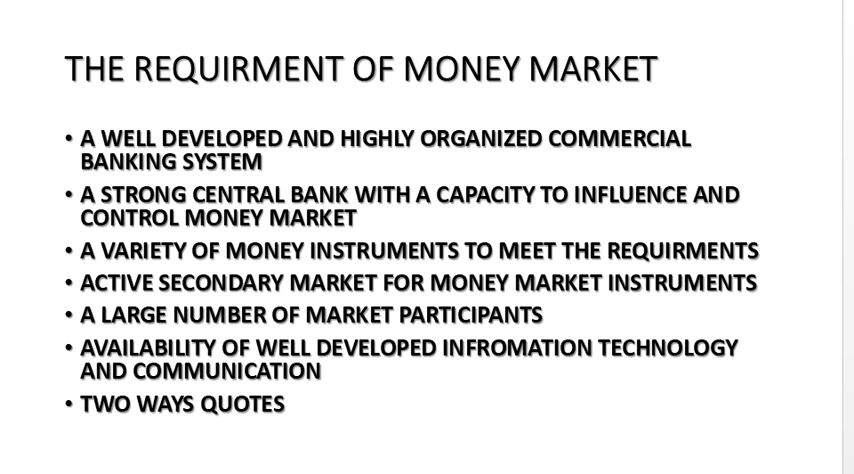 THE REQUIRMENT OF MONEY MARKET
• A WELL DEVELOPED AND HIGHLY ORGANIZED COMMERCIAL
BANKING SYSTEM
• A STRONG CENTRAL BANK WITH A CAPACITY TO INFLUENCE AND
CONTROL MONEY MARKET
• A VARIETY OF MONEY INSTRUMENTS TO MEET THE REQUIRMENTS
• ACTIVE SECONDARY MARKET FOR MONEY MARKET INSTRUMENTS
• A LARGE NUMBER OF MARKET PARTICIPANTS
• AVAILABILITY OF WELL DEVELOPED INFROMATION TECHNOLOGY
AND COMMUNICATION
• TWO WAYS QUOTES